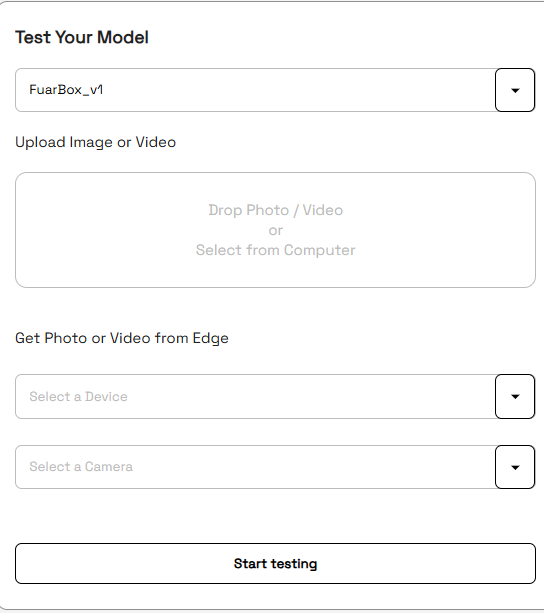 Test Your Model
FuarBox_v1
Upload Image or Video
Drop Photo / Video
or
Select from Computer
Get Photo or Video from Edge
Select a Device
Select a Camera
Start testing